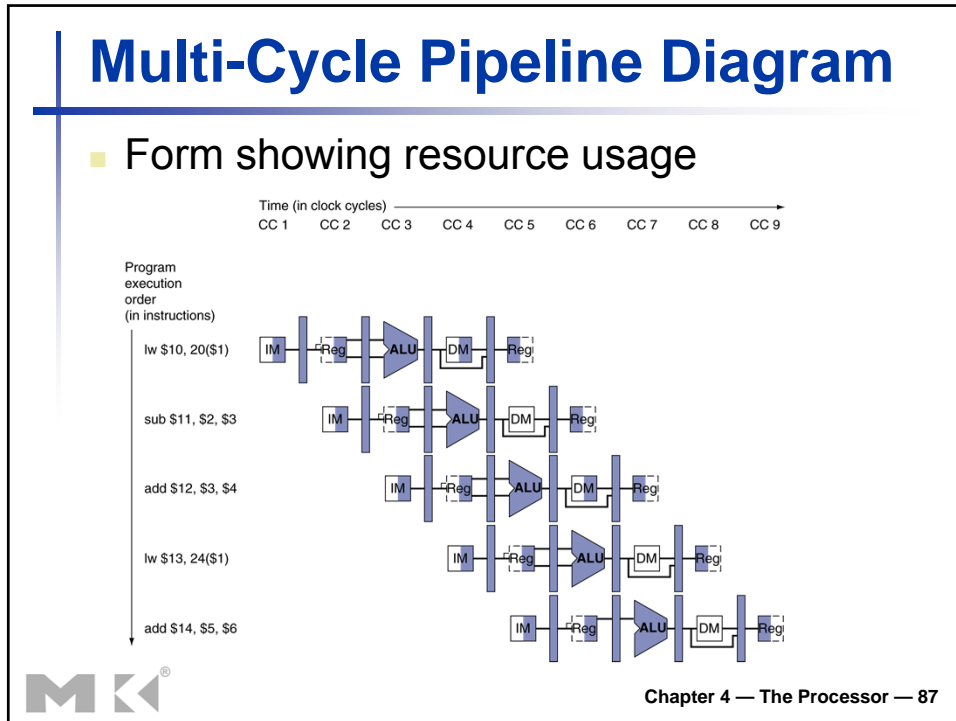 Multi-Cycle Pipeline Diagram
Form showing resource usage
Time (in clock cycles)
CC 1 CC 2 CC 3 CC 4 CC 5 CC 6 CC 7 CC 8 CC 9
Program
execution
order
(in instructions)
lw $10, 20($1) IM Reg ALU DM Reg
sub $11, $2, $3 IM Reg ALU DM Reg
add $12, $3, $4 IM Reg ALU DM Reg
lw $13, 24($1) IM Reg ALU DM Reg
add $14, $5, $6 IM Reg ALU DM Reg
MK®
Chapter 4 — The Processor — 87